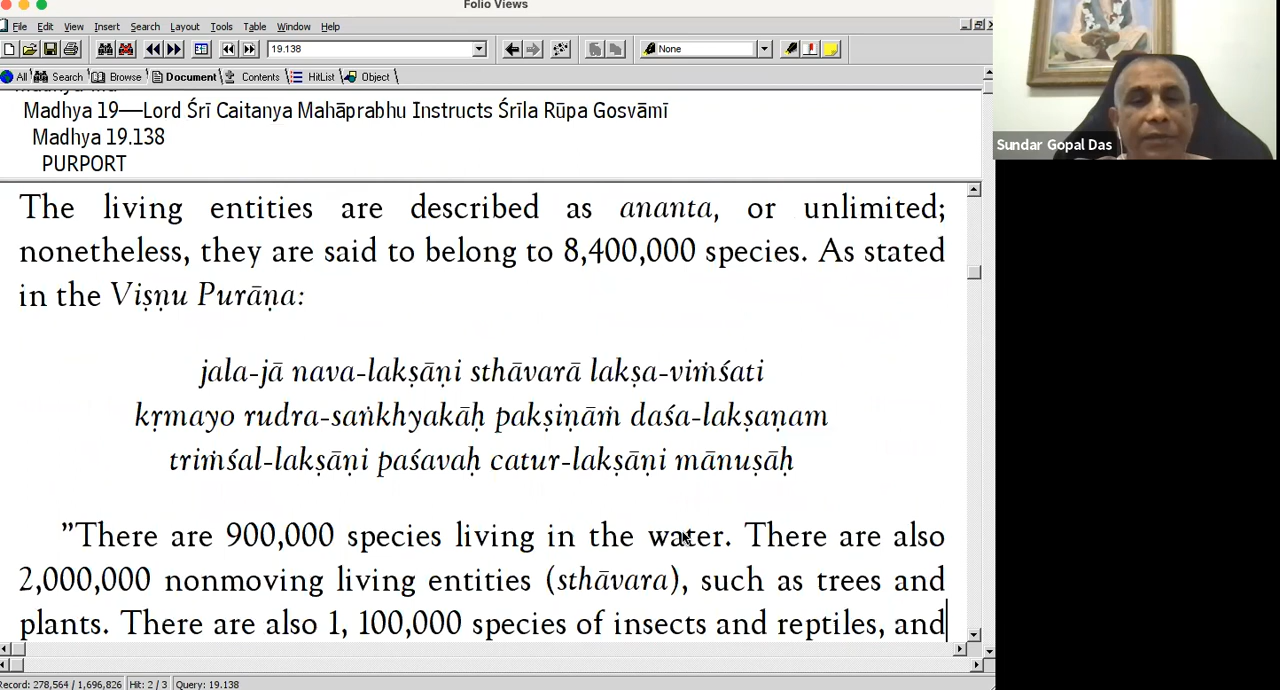 Folio Views
File Edit View Insert Search Layout Tools Table Window Help
19.138 None
All Search Browse Document Contents HitList Object
Madhya 19—Lord Śrī Caitanya Mahāprabhu Instructs Śrīla Rūpa Gosvāmī
Madhya 19.138
PURPORT
The living entities are described as ananta, or unlimited;
nonetheless, they are said to belong to 8,400,000 species. As stated
in the Viṣṇu Purāṇa:
jala-jā nava-lakṣāṇi sthāvarā lakṣa-viṁśati
kṛmayo rudra-saṅkhyakāḥ pakṣiṇāṁ daśa-lakṣaṇam
triṁśal-lakṣāṇi paśavaḥ catur-lakṣāṇi mānuṣāḥ
”There are 900,000 species living in the water. There are also
2,000,000 nonmoving living entities (sthāvara), such as trees and
plants. There are also 1, 100,000 species of insects and reptiles, and
Record: 278,564 / 1,696,826 Hit: 2 / 3 Query: 19.138
Sundar Gopal Das